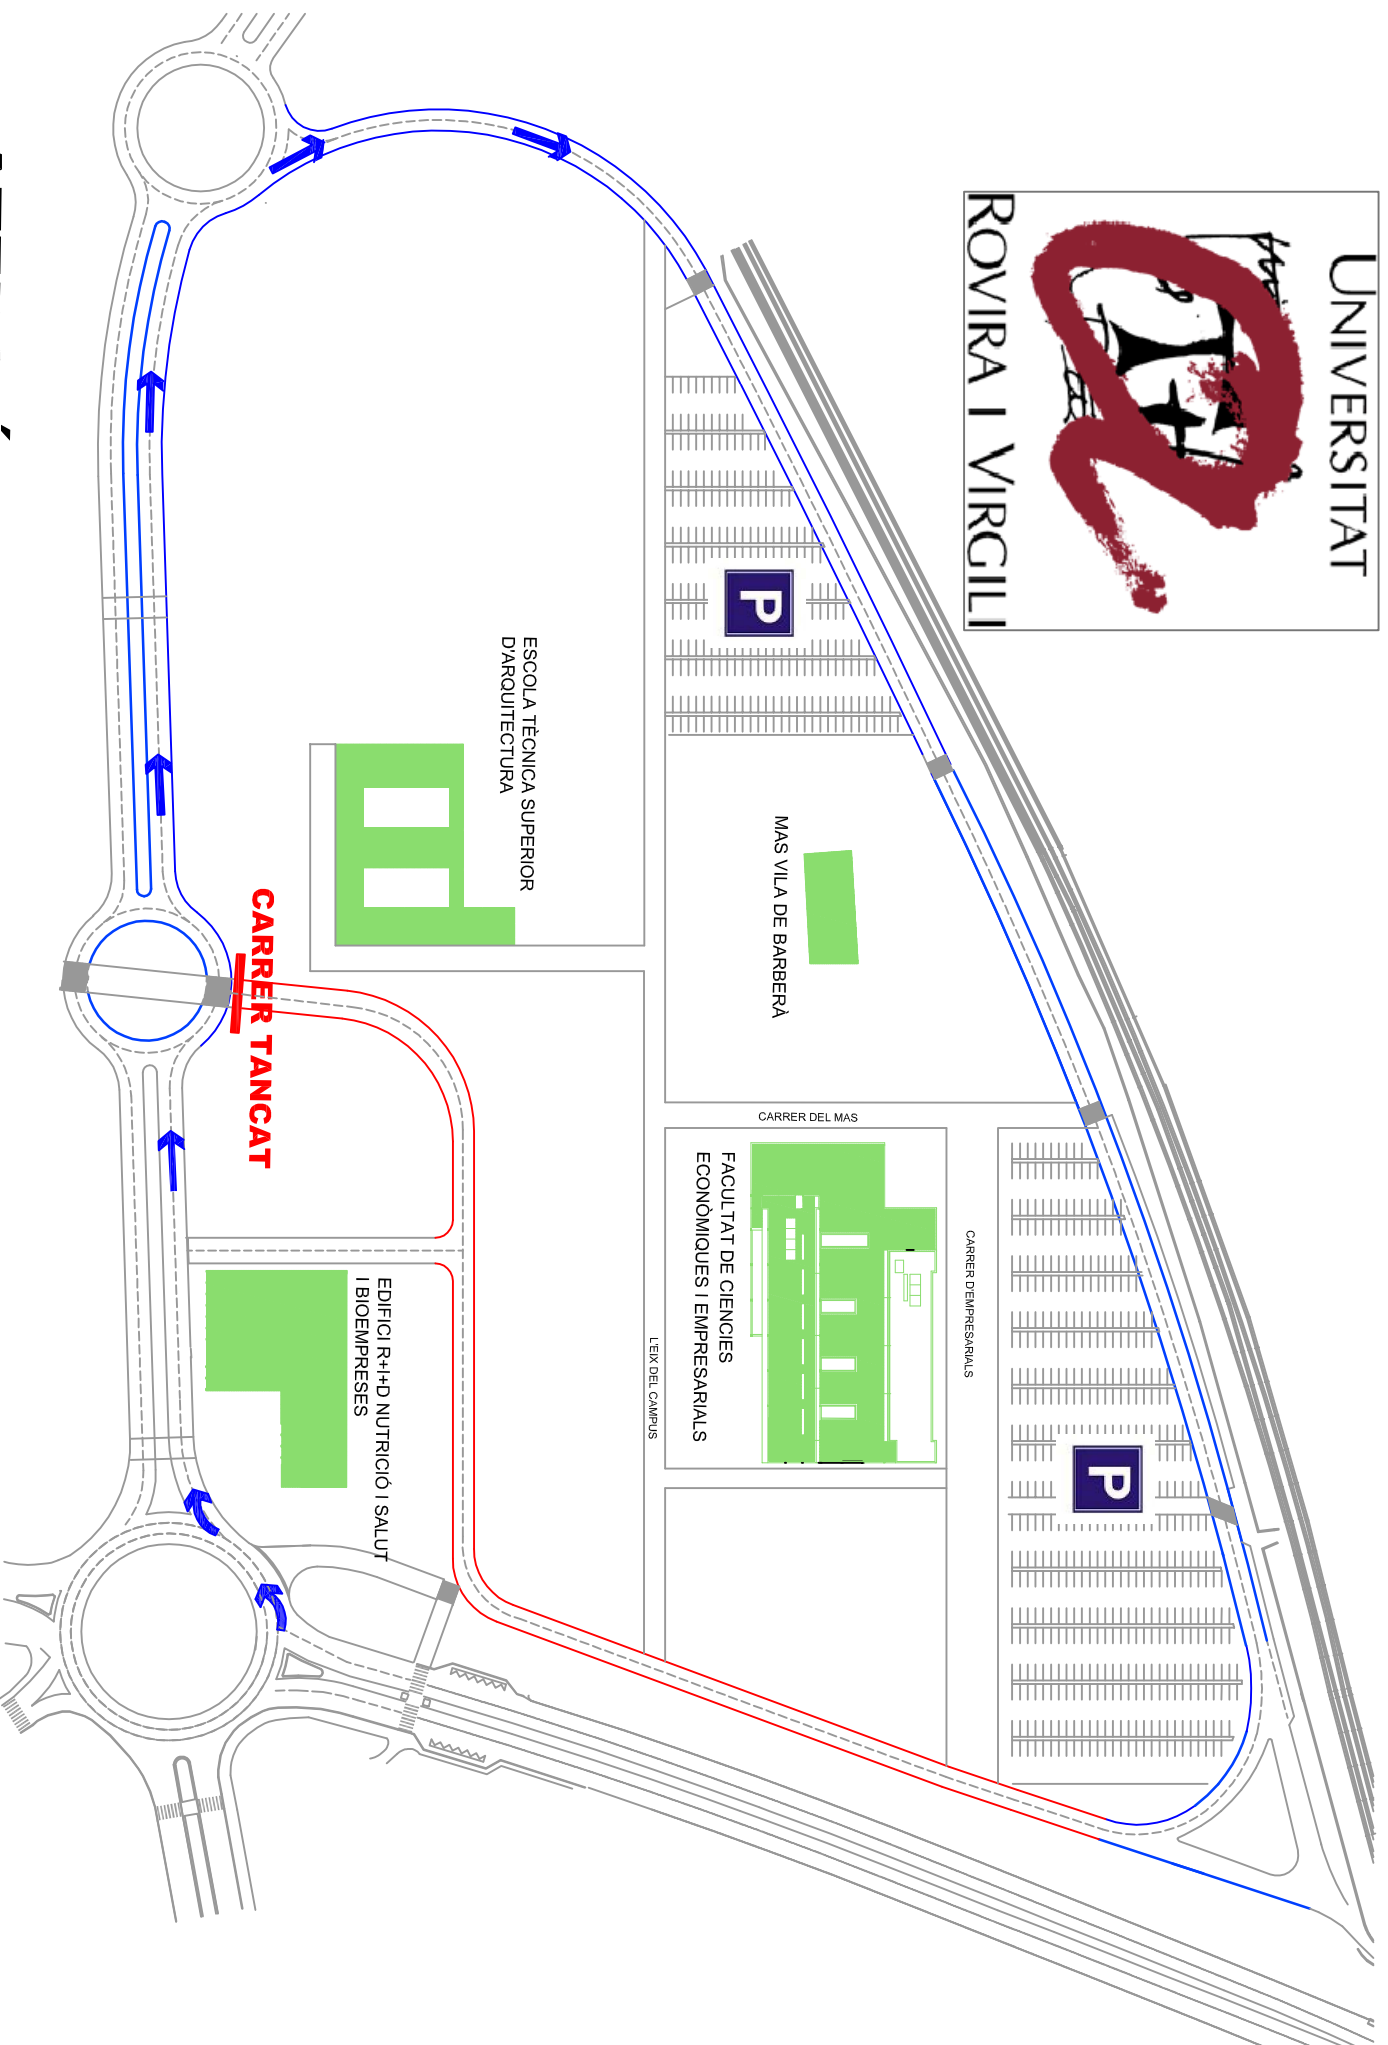 UNIVERSITAT
ROVIRA I VIRGILI
P
ESCOLA TÈCNICA SUPERIOR
D'ARQUITECTURA
MAS VILA DE BARBERÀ
CARRER TANCAT
CARRER DEL MAS
FACULTAT DE CIENCIES
ECONÒMIQUES I EMPRESARIALS
CARRER D'EMPRESARIALS
L'EIX DEL CAMPUS
P
EDIFICI R+I+D NUTRICIÓ I SALUT
I BIOEMPRESES